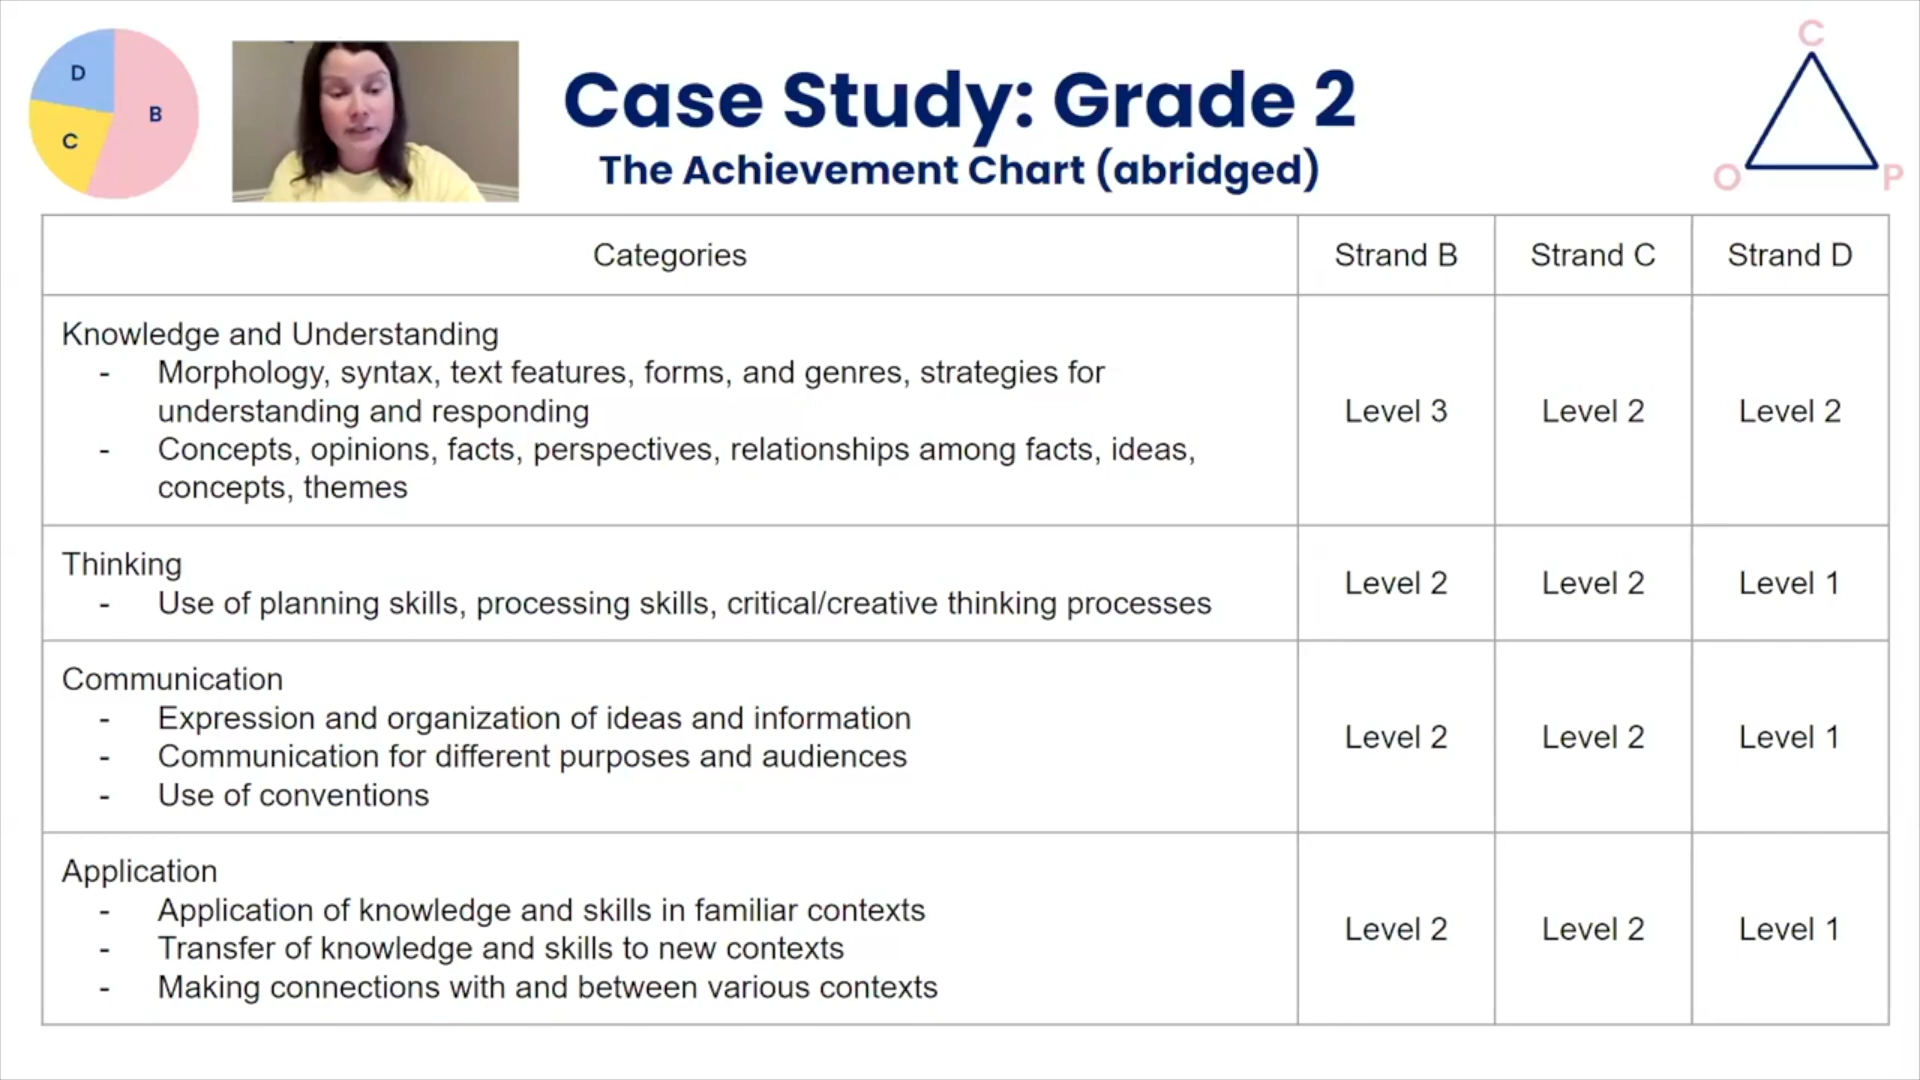 D
B
C
Case Study: Grade 2
The Achievement Chart (abridged)
C
O
P
Categories
Strand B
Strand C
Strand D
Knowledge and Understanding
- Morphology, syntax, text features, forms, and genres, strategies for
understanding and responding
- Concepts, opinions, facts, perspectives, relationships among facts, ideas,
concepts, themes
Level 3
Level 2
Level 2
Thinking
- Use of planning skills, processing skills, critical/creative thinking processes
Level 2
Level 2
Level 1
Communication
- Expression and organization of ideas and information
- Communication for different purposes and audiences
- Use of conventions
Level 2
Level 2
Level 1
Application
- Application of knowledge and skills in familiar contexts
- Transfer of knowledge and skills to new contexts
- Making connections with and between various contexts
Level 2
Level 2
Level 1